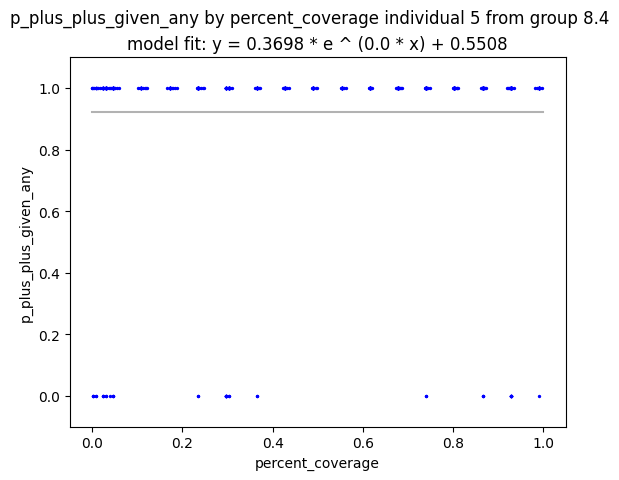 p_plus_plus_given_any by percent_coverage individual 5 from group 8.4
model fit: y = 0.3698 * e ^ (0.0 * x) + 0.5508
1.0
0.8
0.6
0.4
0.2
0.0
p_plus_plus_given_any
0.0 0.2 0.4 0.6 0.8 1.0
percent_coverage